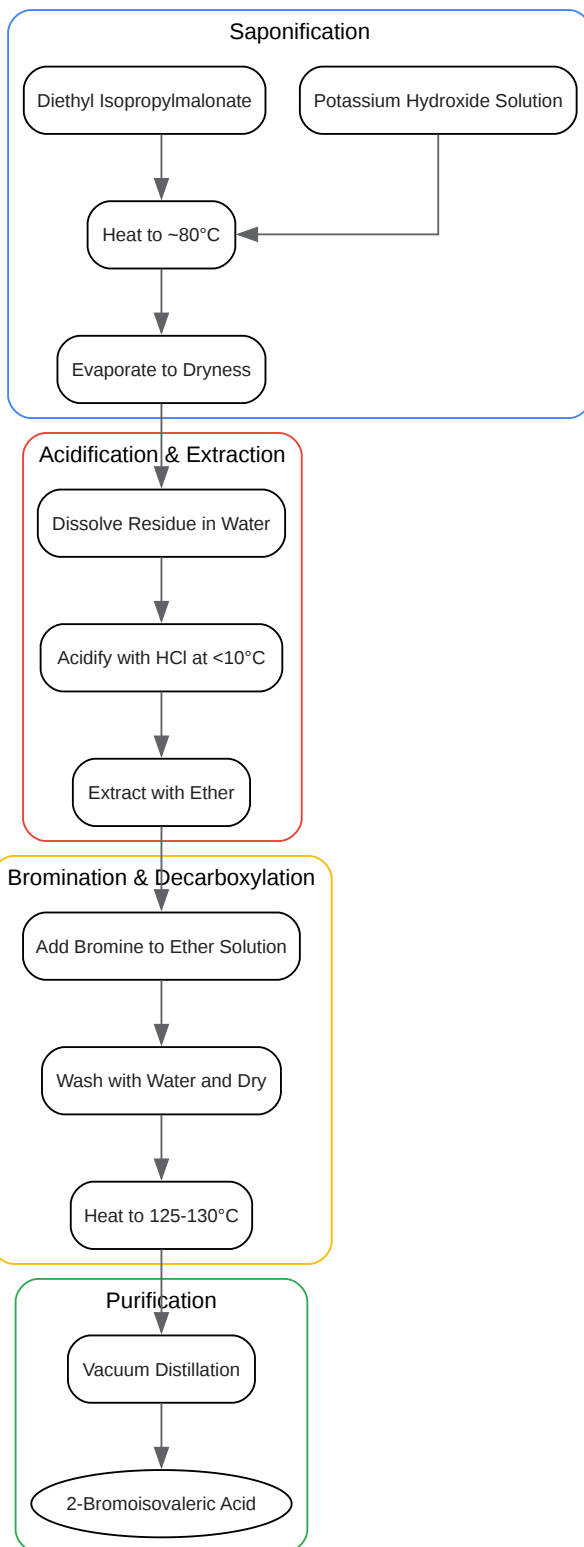 Saponification
Diethyl Isopropylmalonate
Potassium Hydroxide Solution
Heat to ~80°C
Evaporate to Dryness
Acidification & Extraction
Dissolve Residue in Water
Acidify with HCl at <10°C
Extract with Ether
Bromination & Decarboxylation
Add Bromine to Ether Solution
Wash with Water and Dry
Heat to 125-130°C
Purification
Vacuum Distillation
2-Bromoisovaleric Acid